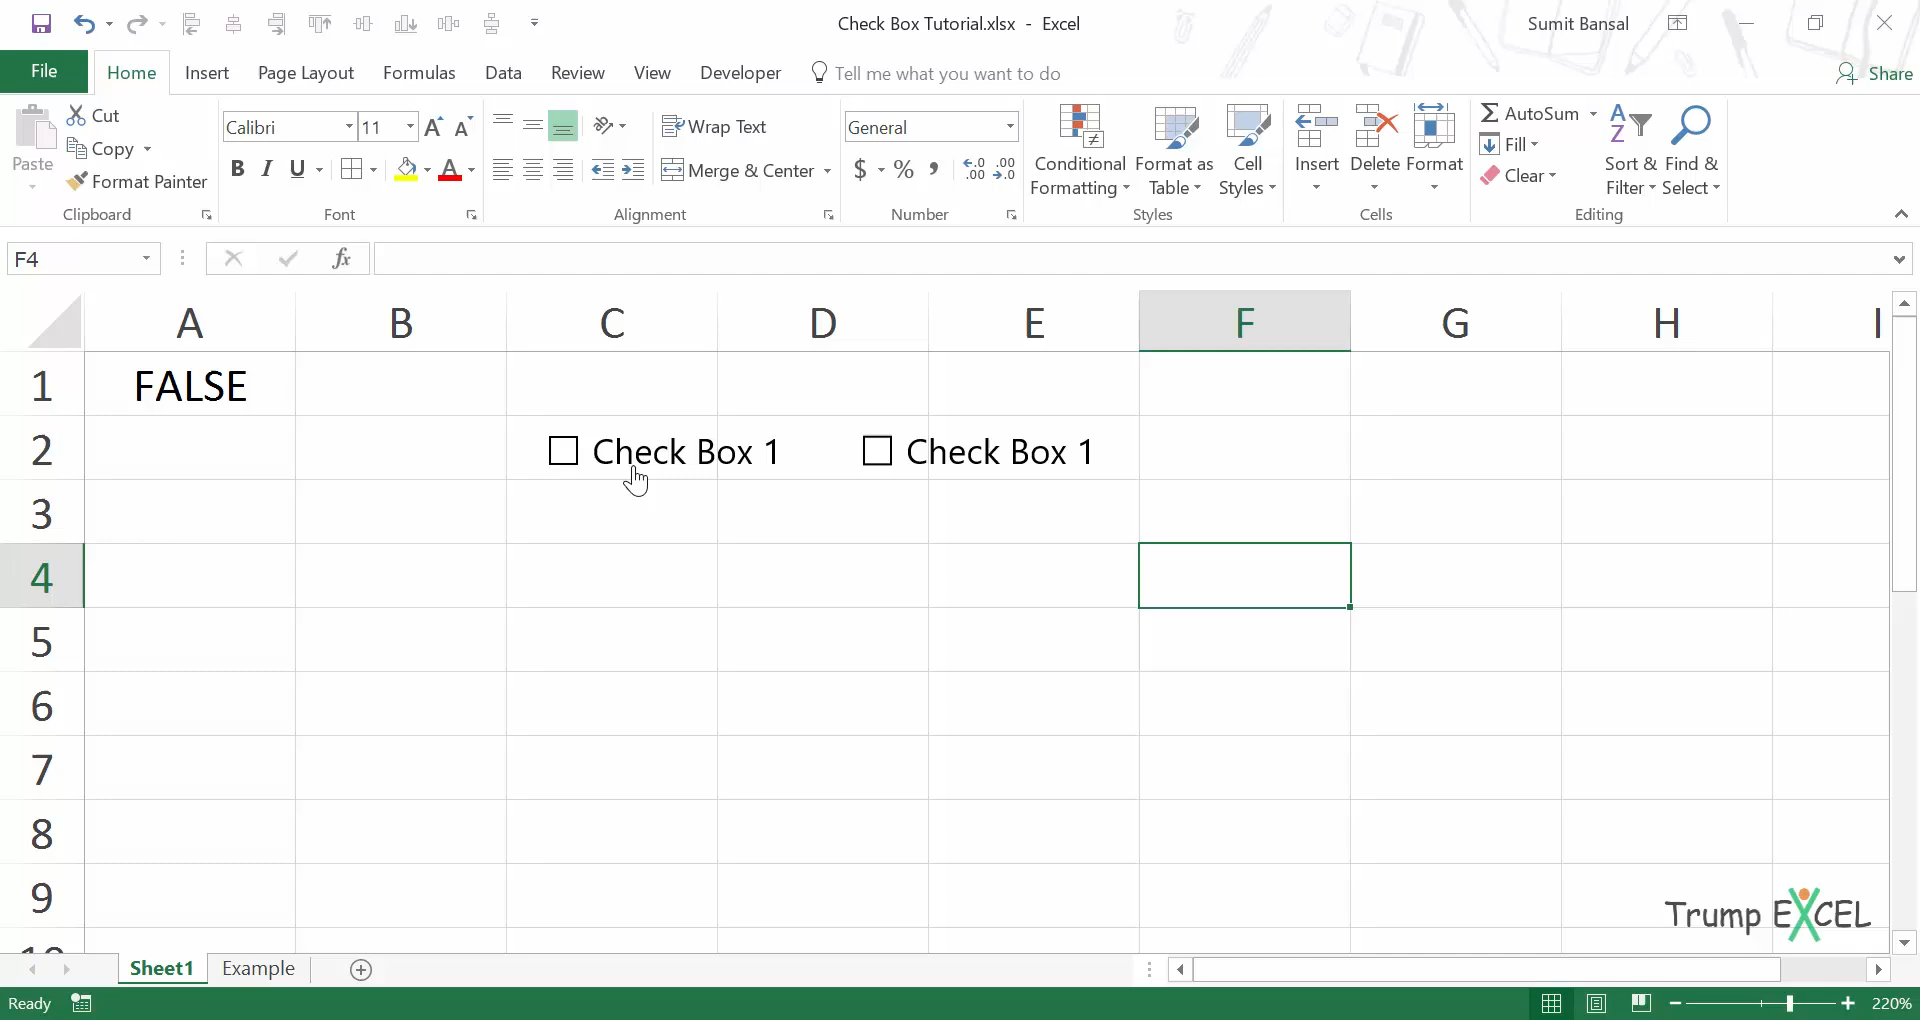 Check Box Tutorial.xlsx - Excel
Sumit Bansal
File Home Insert Page Layout Formulas Data Review View Developer Tell me what you want to do Share
Paste
Cut
Copy
Format Painter
Clipboard
Calibri 11
B I U A
Font
Wrap Text
Merge & Center
Alignment
General
$ % ,
Number
Conditional Formatting
Format as Table
Cell Styles
Styles
Insert
Delete
Format
Cells
AutoSum
Fill
Clear
Sort & Filter
Find & Select
Editing
F4 fx
A B C D E F G H I
1 FALSE
2 Check Box 1 Check Box 1
3
4
5
6
7
8
9
10
Trump EXCEL
Sheet1 Example
Ready 220%